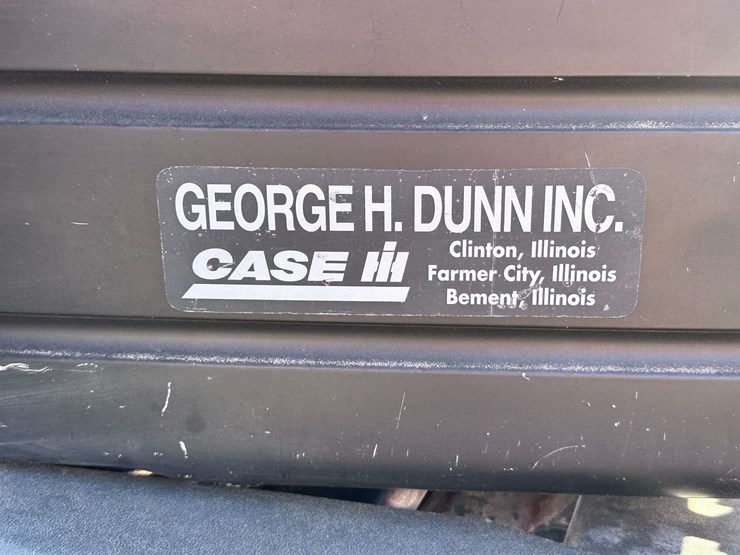 GEORGE H. DUNN INC.
CASE IH
Clinton, Illinois
Farmer City, Illinois
Bement, Illinois